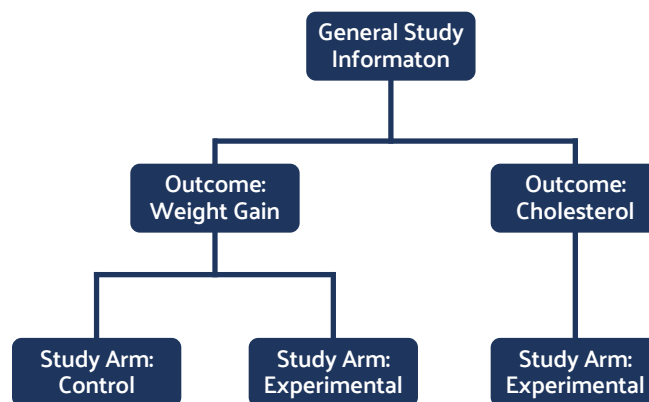 General Study
Informaton
Outcome:
Weight Gain
Outcome:
Cholesterol
Study Arm:
Control
Study Arm:
Experimental
Study Arm:
Experimental